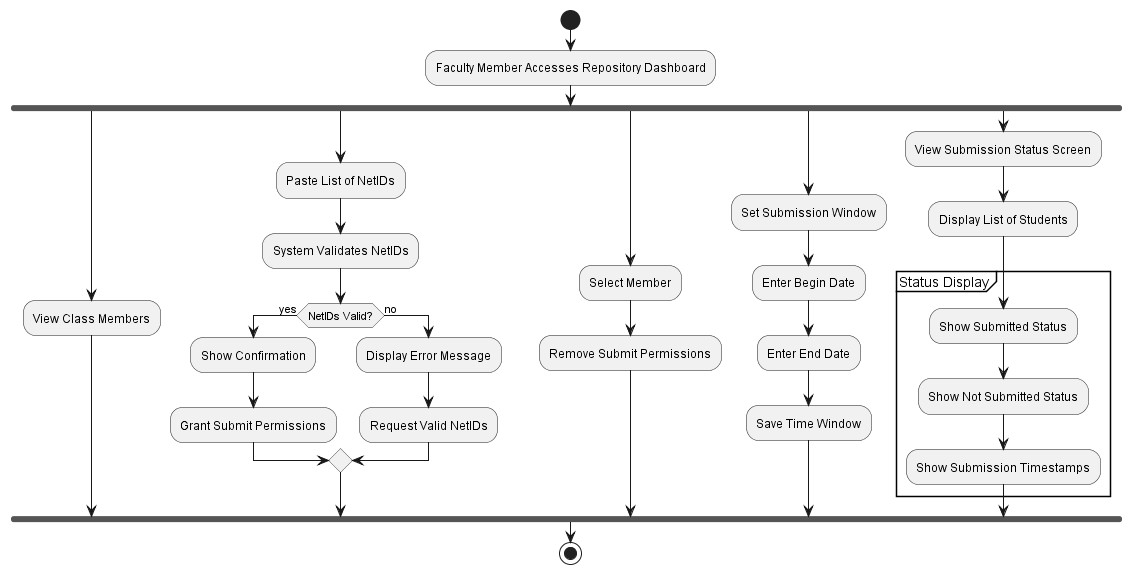 Faculty Member Accesses Repository Dashboard
View Class Members
Paste List of NetIDs
System Validates NetIDs
NetIDs Valid?
yes
no
Show Confirmation
Grant Submit Permissions
Display Error Message
Request Valid NetIDs
Select Member
Remove Submit Permissions
Set Submission Window
Enter Begin Date
Enter End Date
Save Time Window
View Submission Status Screen
Display List of Students
Status Display
Show Submitted Status
Show Not Submitted Status
Show Submission Timestamps